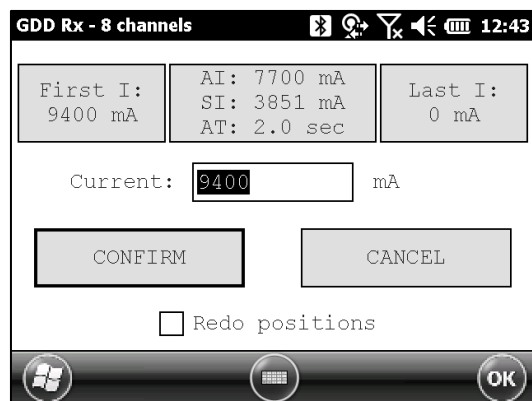 GDD Rx - 8 channels 12:43
First I:
9400 mA
AI: 7700 mA
SI: 3851 mA
AT: 2.0 sec
Last I:
0 mA
Current: 9400 mA
CONFIRM CANCEL
Redo positions
OK